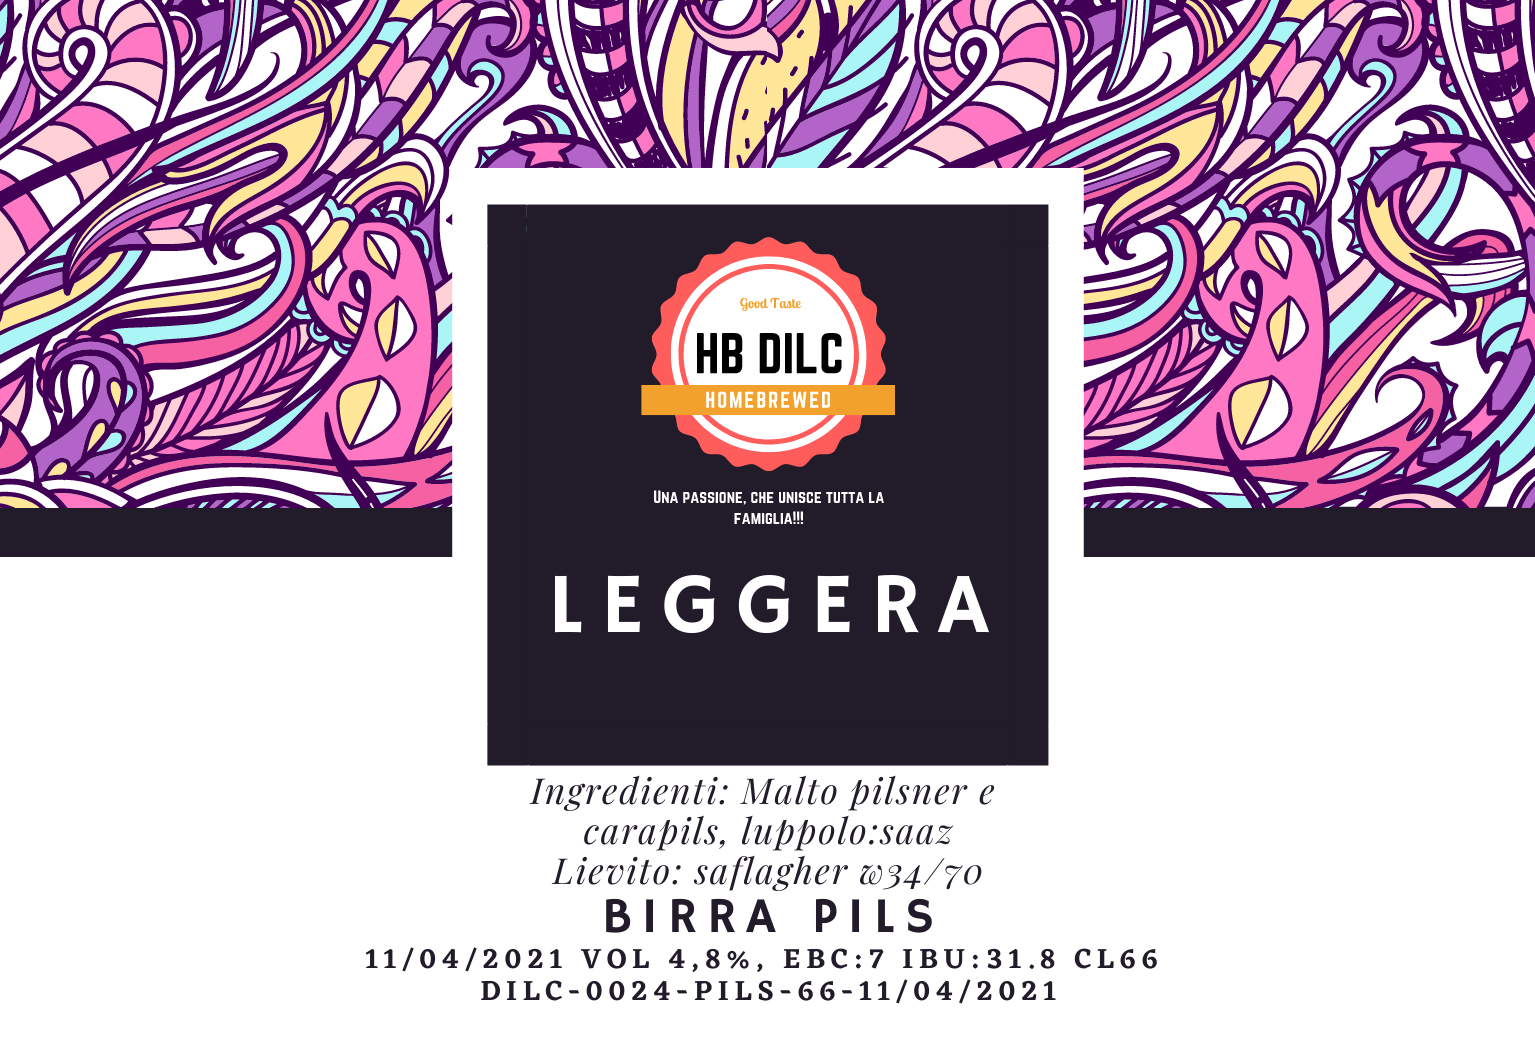 Good Taste
HB DILC
HOMEBREWED
Una passione, che unisce tutta la
famiglia!!!
LEGGERA
Ingredienti: Malto pilsner e
carapils, luppolo:saaz
Lievito: saflagher w34/70
BIRRA PILS
11/04/2021 VOL 4,8%, EBC:7 IBU:31.8 CL66
DILC-0024-PILS-66-11/04/2021